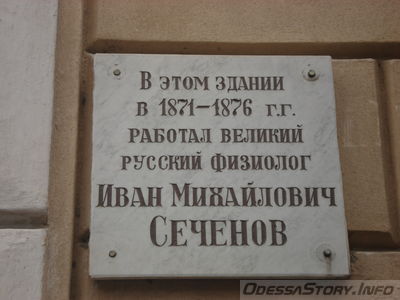 В этом здании
в 1871-1876 г.г.
работал великий
русский физиолог
Иван Михайлович
Сеченов
OdessaStory.Info